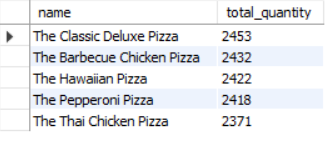 name total_quantity
The Classic Deluxe Pizza 2453
The Barbecue Chicken Pizza 2432
The Hawaiian Pizza 2422
The Pepperoni Pizza 2418
The Thai Chicken Pizza 2371